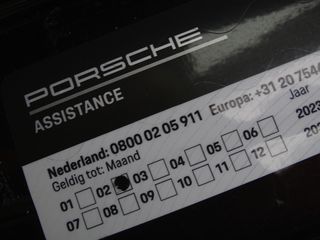 PORSCHE
ASSISTANCE
Nederland: 0800 02 05 911 Europa: +31 20 754
Geldig tot: Maand Jaar
01 02 03 04 05 06 2023
07 08 09 10 11 12